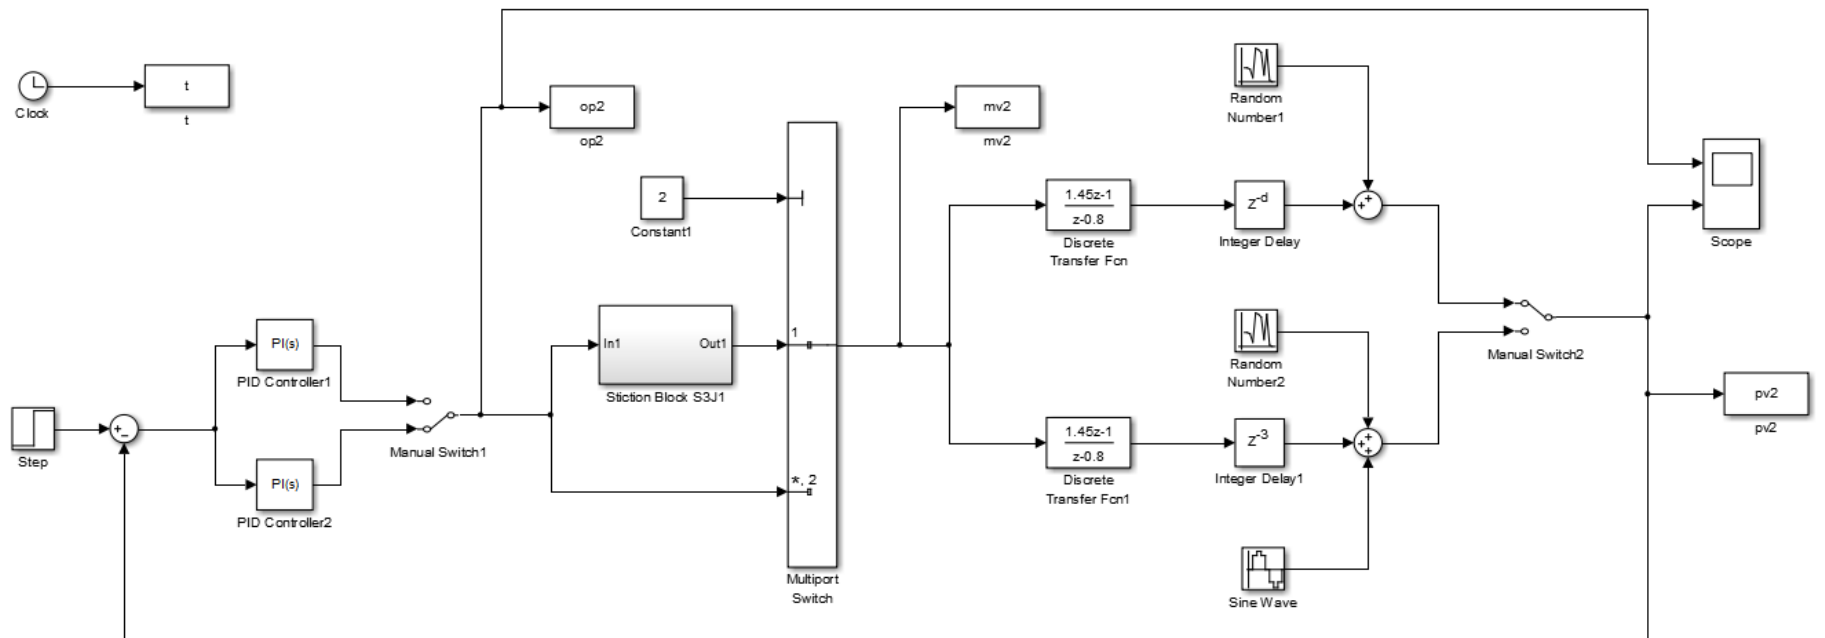 t
Clock
t
op2
op2
mv2
mv2
Random
Number1
2
Constant1
1.45z-1
z-0.8
Discrete
Transfer Fcn
z-d
Integer Delay
++
Scope
PI(s)
PID Controller1
In1
Out1
Stiction Block S3J1
1
Random
Number2
Manual Switch2
pv2
pv2
Step
+-
Manual Switch1
PI(s)
PID Controller2
*, 2
Multiport
Switch
1.45z-1
z-0.8
Discrete
Transfer Fcn1
z-3
Integer Delay1
+++
Sine Wave